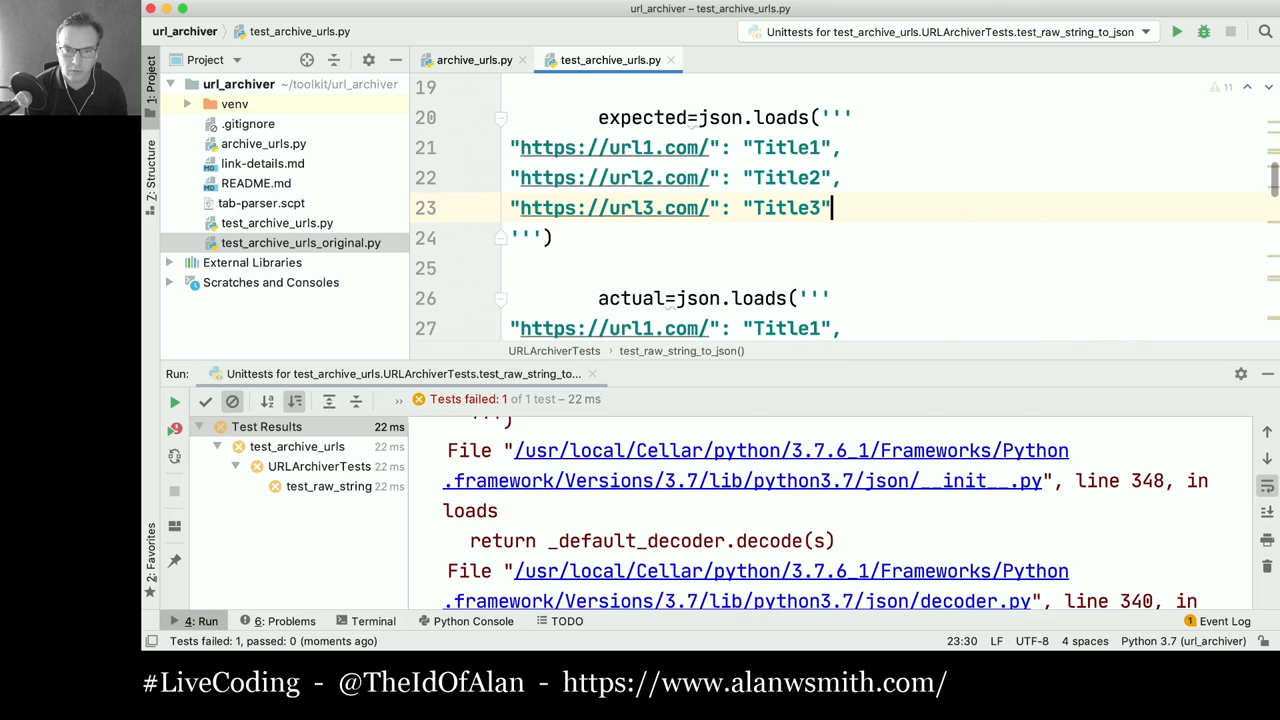 url_archiver – test_archive_urls.py
url_archiver
test_archive_urls.py
Unittests for test_archive_urls.URLArchiverTests.test_raw_string_to_json
1: Project
Project
archive_urls.py
test_archive_urls.py
url_archiver ~/toolkit/url_archiver
venv
.gitignore
archive_urls.py
link-details.md
README.md
tab-parser.scpt
test_archive_urls.py
test_archive_urls_original.py
External Libraries
Scratches and Consoles
Z: Structure
11
19
20 expected=json.loads('''
21 "https://url1.com/": "Title1",
22 "https://url2.com/": "Title2",
23 "https://url3.com/": "Title3"
24 ''')
25
26 actual=json.loads('''
27 "https://url1.com/": "Title1",
URLArchiverTests
test_raw_string_to_json()
Run:
Unittests for test_archive_urls.URLArchiverTests.test_raw_string_to...
Tests failed: 1 of 1 test – 22 ms
Test Results 22 ms
test_archive_urls 22 ms
URLArchiverTests 22 ms
test_raw_string 22 ms
''')
File "/usr/local/Cellar/python/3.7.6_1/Frameworks/Python
.framework/Versions/3.7/lib/python3.7/json/__init__.py", line 348, in
loads
return _default_decoder.decode(s)
File "/usr/local/Cellar/python/3.7.6_1/Frameworks/Python
.framework/Versions/3.7/lib/python3.7/json/decoder.py", line 340, in
2: Favorites
4: Run
6: Problems
Terminal
Python Console
TODO
1 Event Log
Tests failed: 1, passed: 0 (moments ago)
23:30
LF
UTF-8
4 spaces
Python 3.7 (url_archiver)
#LiveCoding - @TheIdOfAlan - https://www.alanwsmith.com/